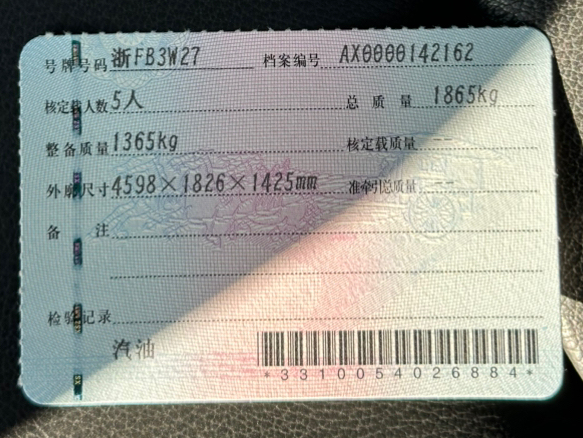 号牌号码 浙FB3W27 档案编号 AX0000142162
核定载人数 5人 总质量 1865kg
整备质量 1365kg 核定载质量 --
外廓尺寸 4598×1826×1425mm 准牵引总质量 --
备注
检验记录
汽油
*3310054026884*